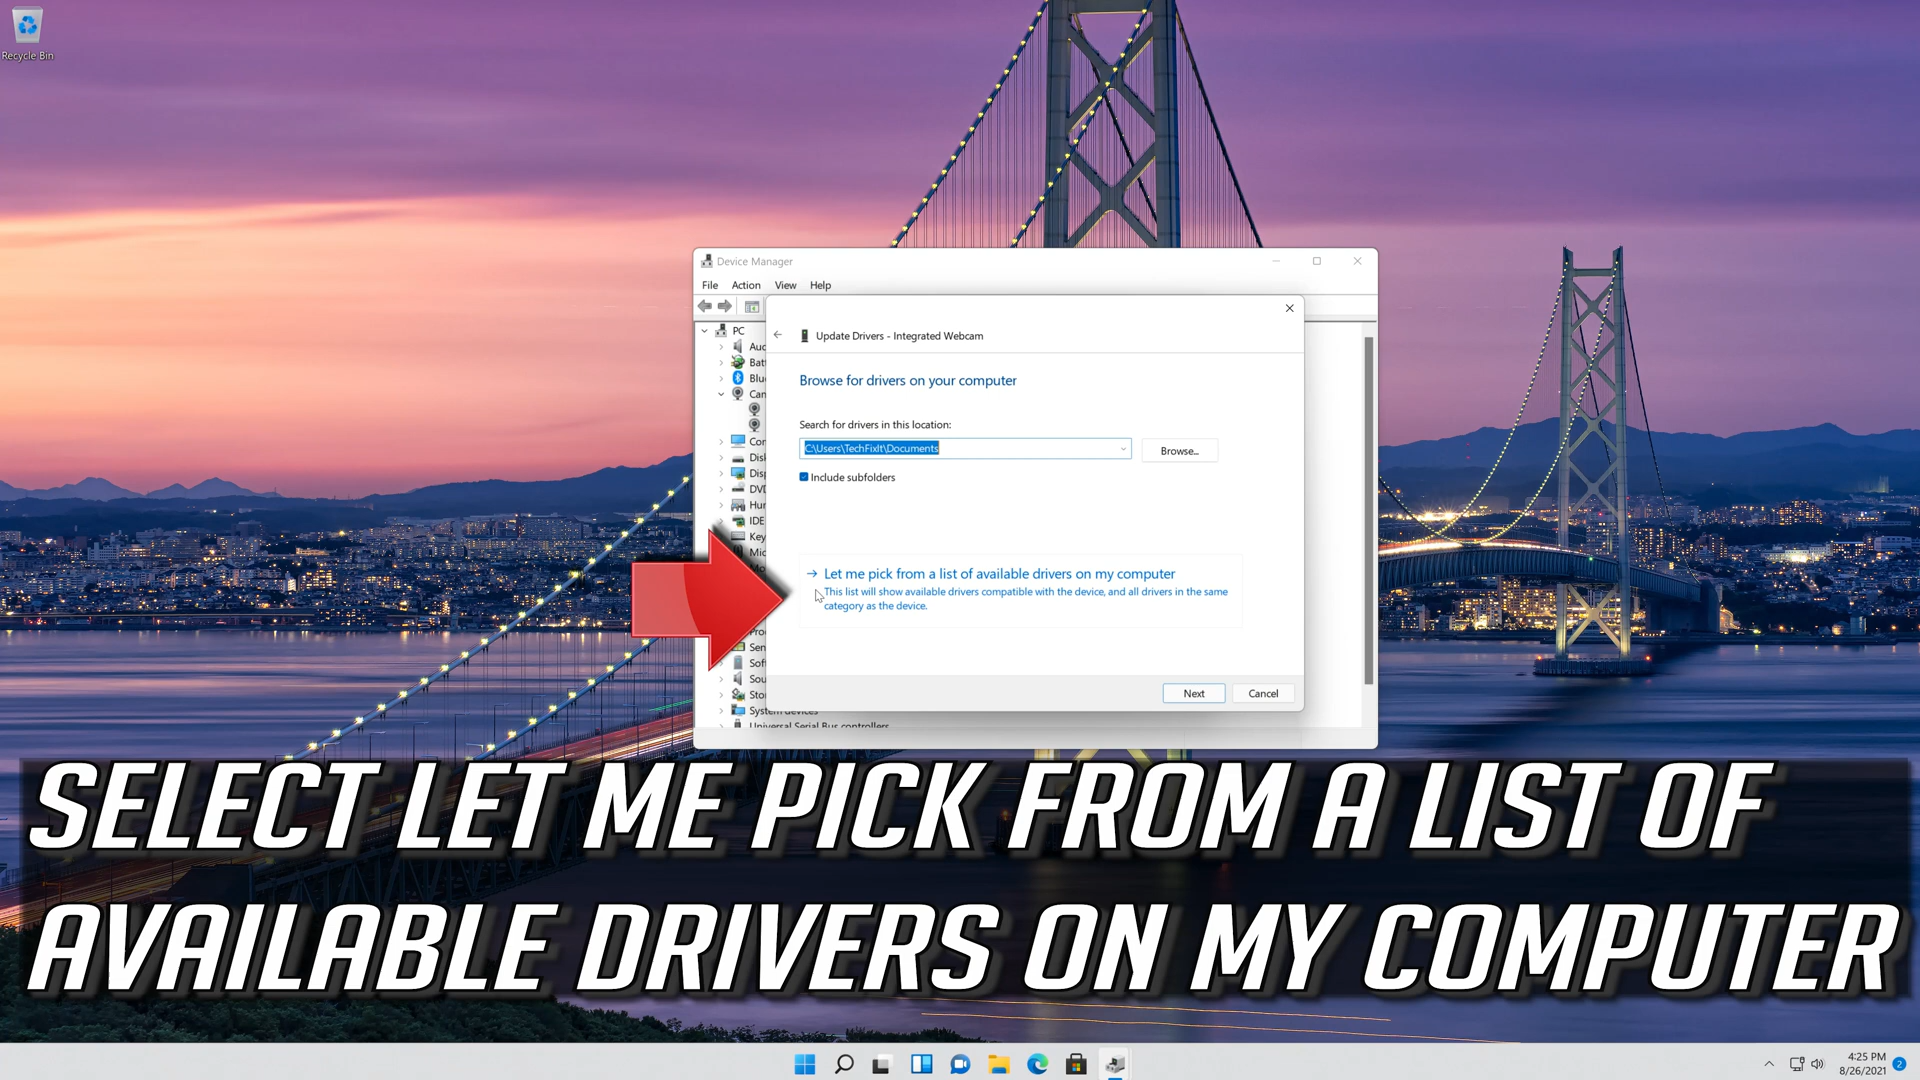 Recycle Bin
Device Manager
File Action View Help
PC
Update Drivers - Integrated Webcam
Browse for drivers on your computer
Search for drivers in this location:
C:\Users\TechFixIt\Documents
Browse...
Include subfolders
IDE
Let me pick from a list of available drivers on my computer
This list will show available drivers compatible with the device, and all drivers in the same
category as the device.
System devices
Universal Serial Bus controllers
Next Cancel
SELECT LET ME PICK FROM A LIST OF
AVAILABLE DRIVERS ON MY COMPUTER
4:25 PM
8/26/2021
2